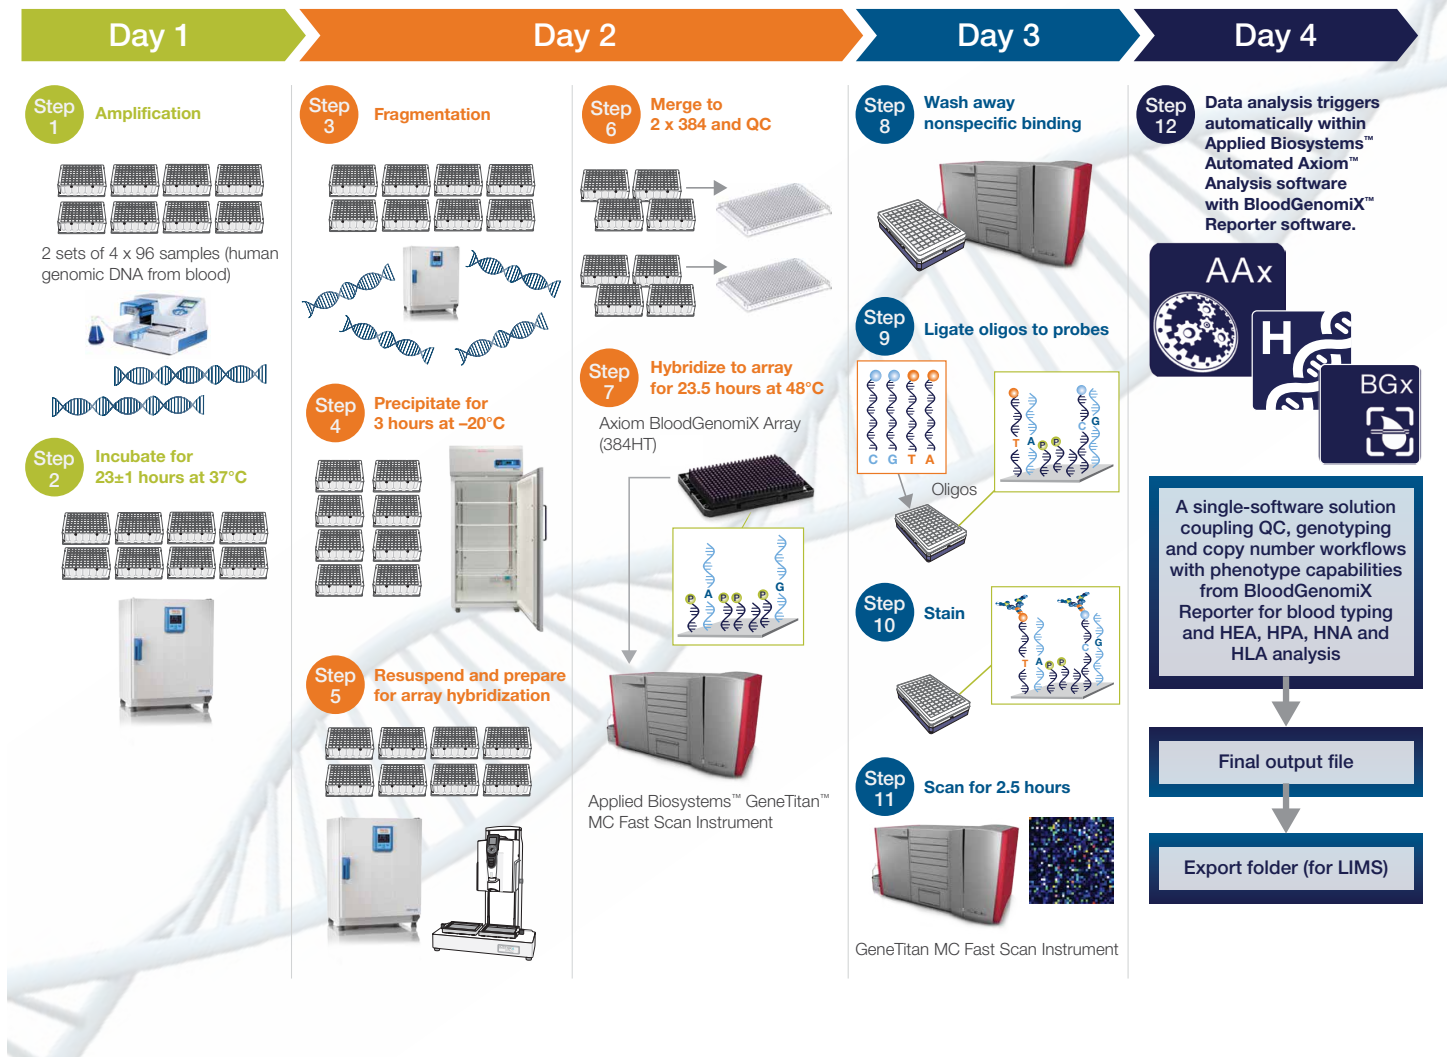 Day 1
Day 2
Day 3
Day 4
Step
1
Amplification
2 sets of 4 x 96 samples (human
genomic DNA from blood)
Step
2
Incubate for
23±1 hours at 37°C
Step
3
Fragmentation
Step
4
Precipitate for
3 hours at –20°C
Step
5
Resuspend and prepare
for array hybridization
Step
6
Merge to
2 x 384 and QC
Step
7
Hybridize to array
for 23.5 hours at 48°C
Axiom BloodGenomiX Array
(384HT)
P
A
P
P
P
G
Applied Biosystems™ GeneTitan™
MC Fast Scan Instrument
Step
8
Wash away
nonspecific binding
Step
9
Ligate oligos to probes
C G T A
Oligos
T
A
P
P
C
G
Step
10
Stain
T
A
P
P
C
G
Step
11
Scan for 2.5 hours
GeneTitan MC Fast Scan Instrument
Step
12
Data analysis triggers
automatically within
Applied Biosystems™
Automated Axiom™
Analysis software
with BloodGenomiX™
Reporter software.
AAx
H
BGx
A single-software solution
coupling QC, genotyping
and copy number workflows
with phenotype capabilities
from BloodGenomiX
Reporter for blood typing
and HEA, HPA, HNA and
HLA analysis
Final output file
Export folder (for LIMS)